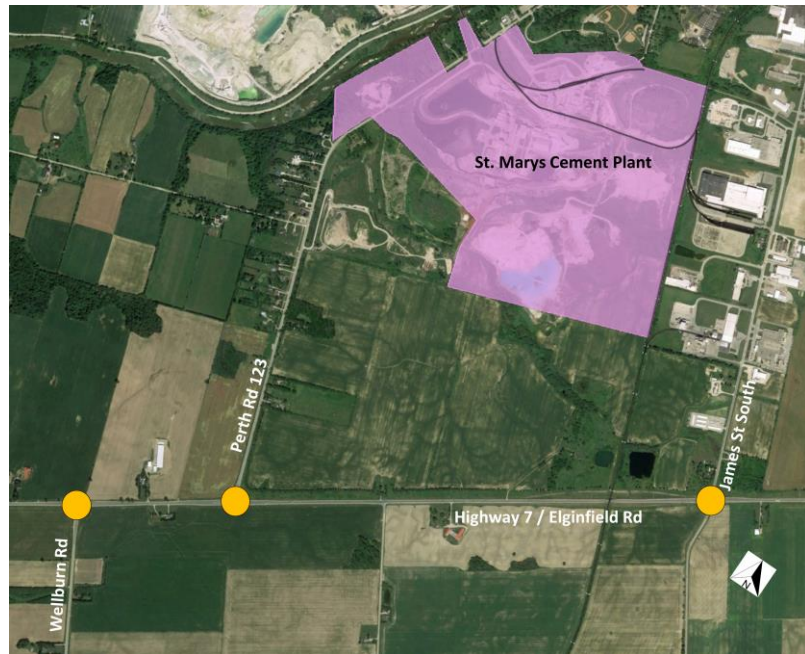 St. Marys Cement Plant
Perth Rd 123
James St South
Highway 7 / Elginfield Rd
Wellburn Rd
N